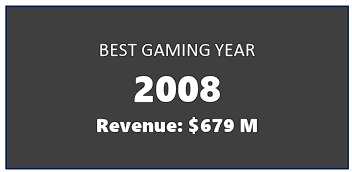 BEST GAMING YEAR
2008
Revenue: $679 M